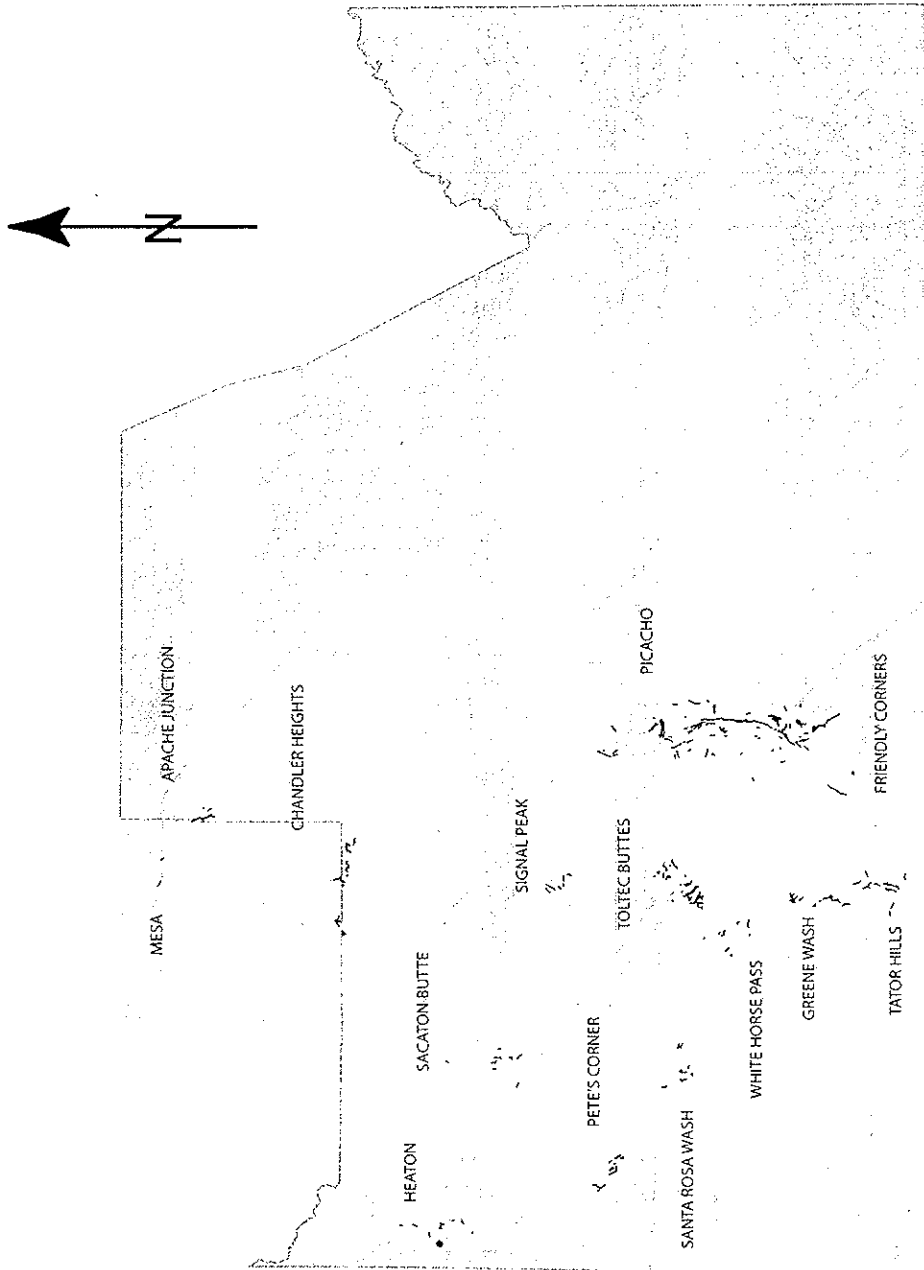 N
MESA
APACHE JUNCTION
CHANDLER HEIGHTS
SACATON BUTTE
HEATON
SIGNAL PEAK
PETE'S CORNER
TOLTEC BUTTES
PICACHO
SANTA ROSA WASH
WHITE HORSE PASS
GREENE WASH
FRIENDLY CORNERS
TATOR HILLS